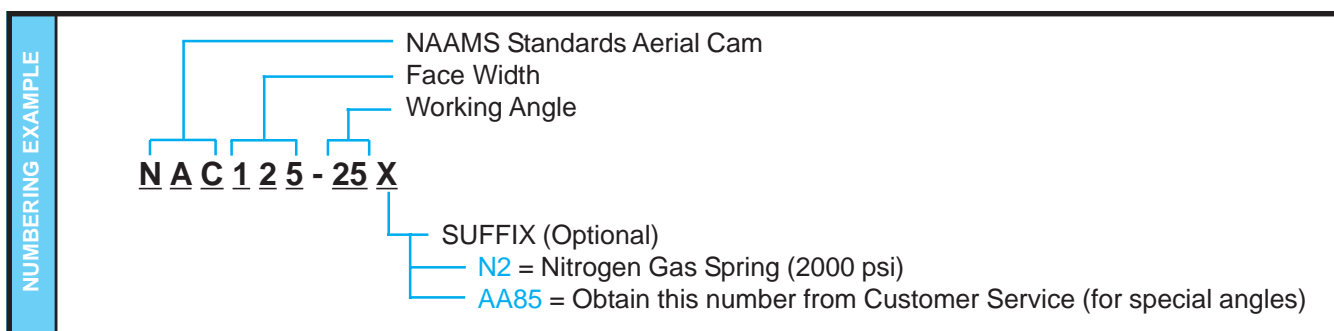 NUMBERING EXAMPLE
NAAMS Standards Aerial Cam
Face Width
Working Angle
N A C 1 2 5 - 25 X
SUFFIX (Optional)
N2 = Nitrogen Gas Spring (2000 psi)
AA85 = Obtain this number from Customer Service (for special angles)